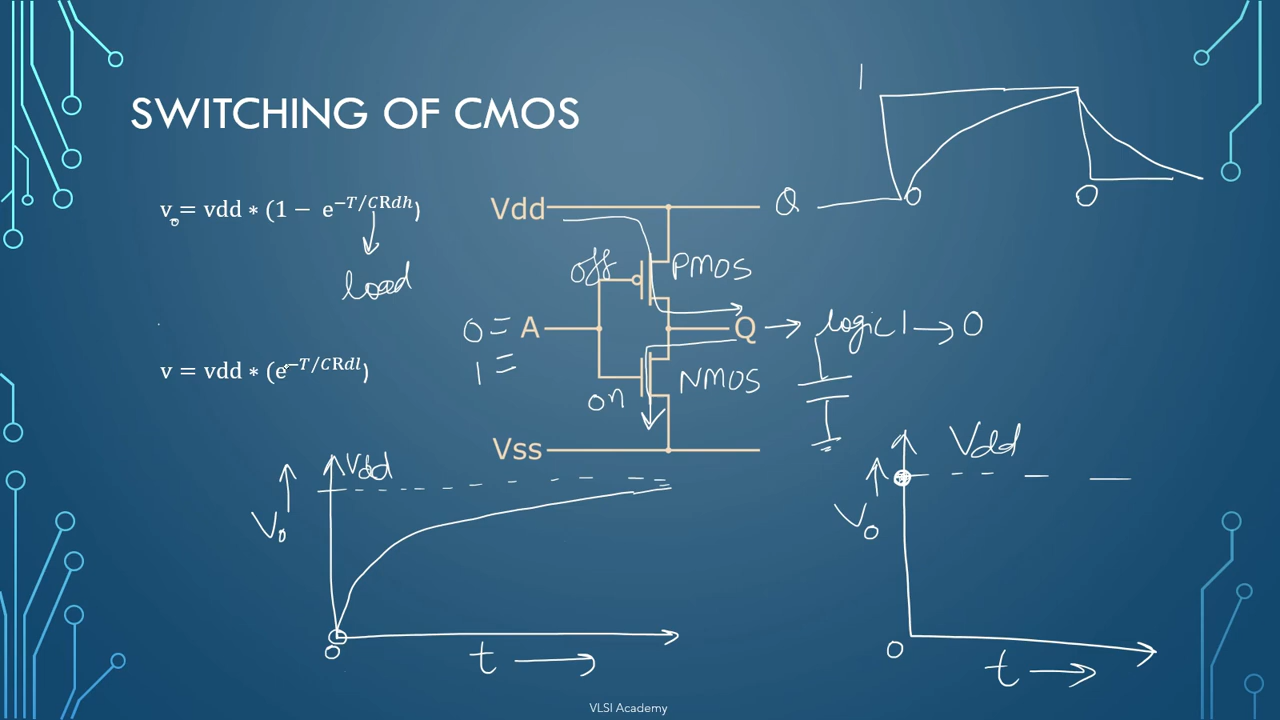 SWITCHING OF CMOS
1
v₀= vdd ∗ (1 − e^−T/CRdh)
load
Vdd
Q
0
0
off
PMOS
0 = A
1 =
Q → logic 1 → 0
on
NMOS
v = vdd ∗ (e^−T/CRdl)
Vss
Vdd
V₀
0
t →
Vdd
V₀
0
t →
VLSI Academy